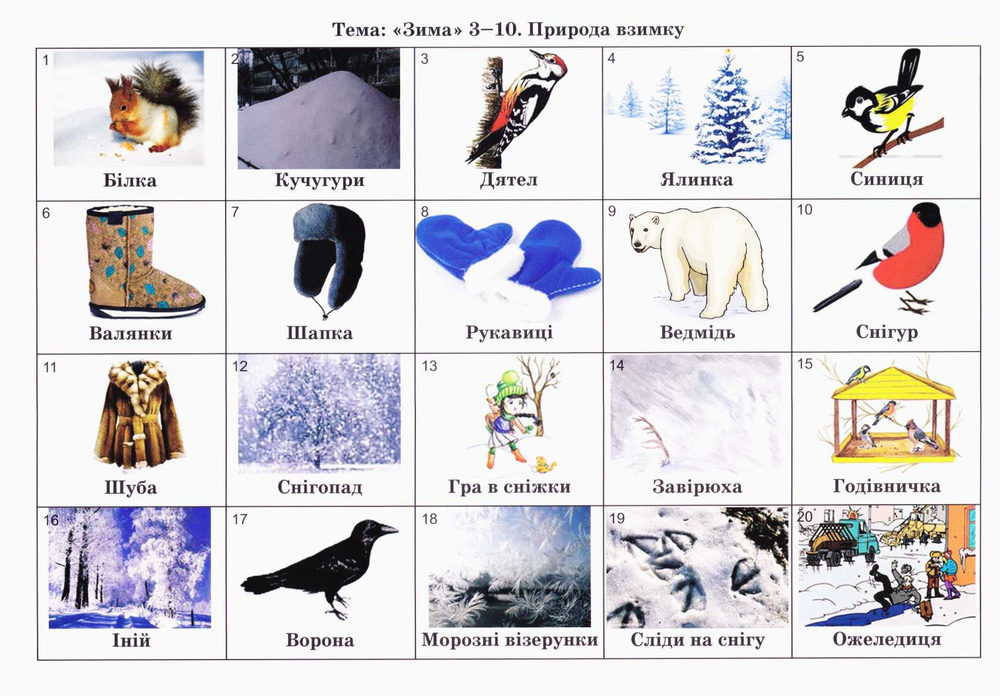 Тема: «Зима» 3–10. Природа взимку
1
2
3
4
5
Білка
Кучугури
Дятел
Ялинка
Синиця
6
7
8
9
10
Валянки
Шапка
Рукавиці
Ведмідь
Снігур
11
12
13
14
15
Шуба
Снігопад
Гра в сніжки
Завірюха
Годівничка
16
17
18
19
20
Іній
Ворона
Морозні візерунки
Сліди на снігу
Ожеледиця